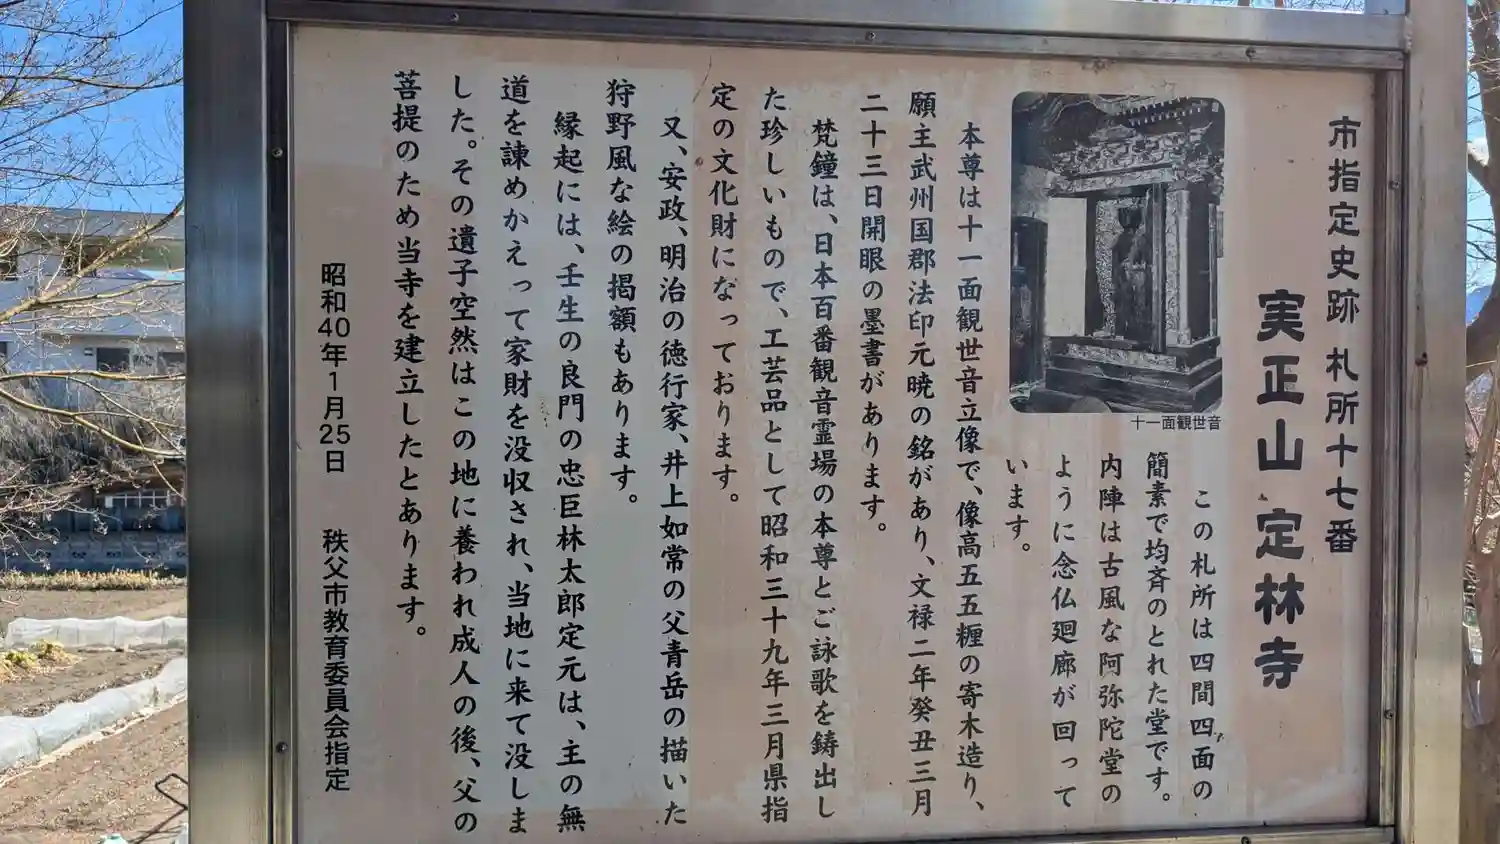 市指定史跡 札所十七番
実正山 定林寺
この札所は四間四面の
簡素で均斉のとれた堂です。
内陣は古風な阿弥陀堂の
ように念仏廻廊が回って
います。
十一面観世音
本尊は十一面観世音立像で、像高五五糎の寄木造り、
願主武州国郡法印元暁の銘があり、文禄二年癸丑三月
二十三日開眼の墨書があります。
梵鐘は、日本百番観音霊場の本尊とご詠歌を鋳出し
た珍しいもので、工芸品として昭和三十九年三月県指
定の文化財になっております。
又、安政、明治の徳行家、井上如常の父青岳の描いた
狩野風な絵の掲額もあります。
縁起には、壬生の良門の忠臣林太郎定元は、主の無
道を諌めかえって家財を没収され、当地に来て没しま
した。その遺子空然はこの地に養われ成人の後、父の
菩提のため当寺を建立したとあります。
昭和40年1月25日 秩父市教育委員会指定